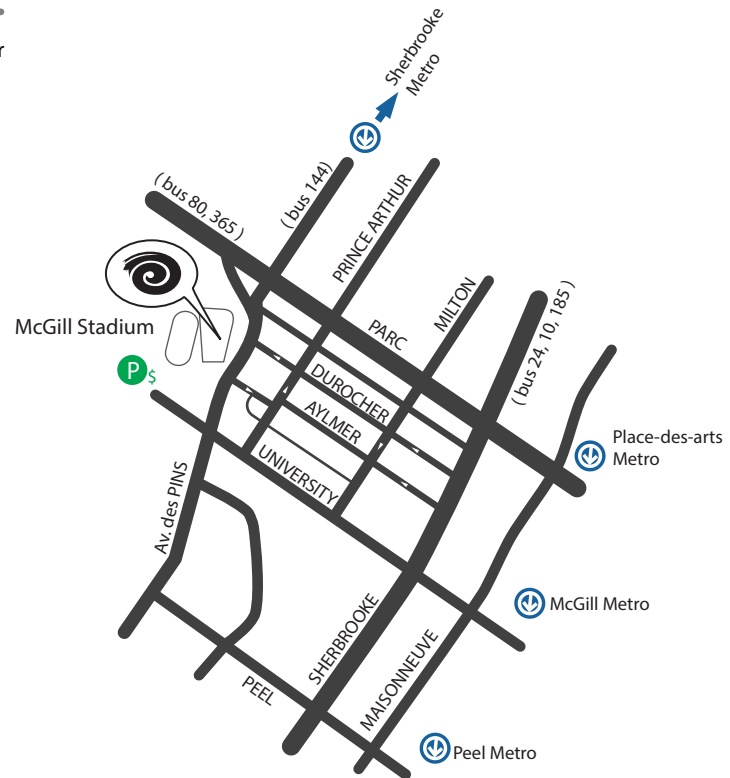 r
Sherbrooke
Metro
( bus 144)
( bus 80, 365 )
PRINCE ARTHUR
MILTON
( bus 24, 10, 185 )
PARC
McGill Stadium
P $
DUROCHER
AYLMER
UNIVERSITY
Place-des-arts
Metro
Av. des PINS
McGill Metro
SHERBROOKE
MAISONNEUVE
PEEL
Peel Metro